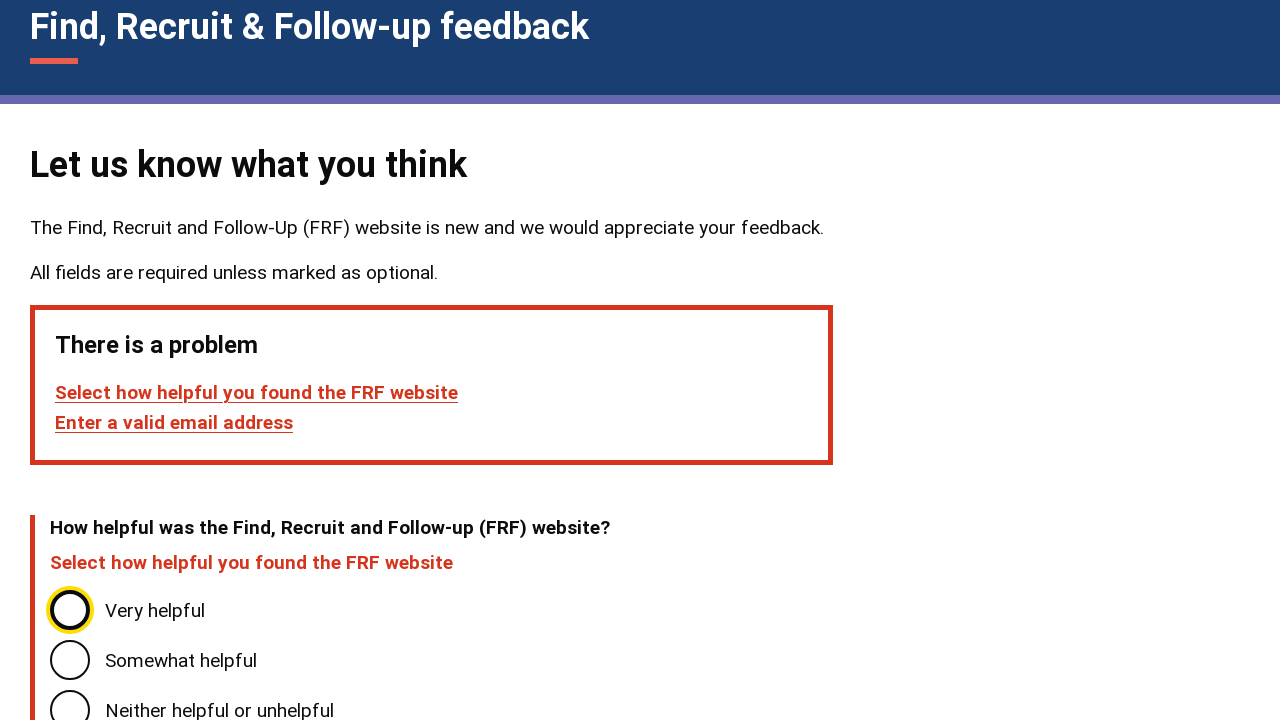 Find, Recruit & Follow-up feedback
Let us know what you think
The Find, Recruit and Follow-Up (FRF) website is new and we would appreciate your feedback.
All fields are required unless marked as optional.
There is a problem
Select how helpful you found the FRF website
Enter a valid email address
How helpful was the Find, Recruit and Follow-up (FRF) website?
Select how helpful you found the FRF website
Very helpful
Somewhat helpful
Neither helpful or unhelpful